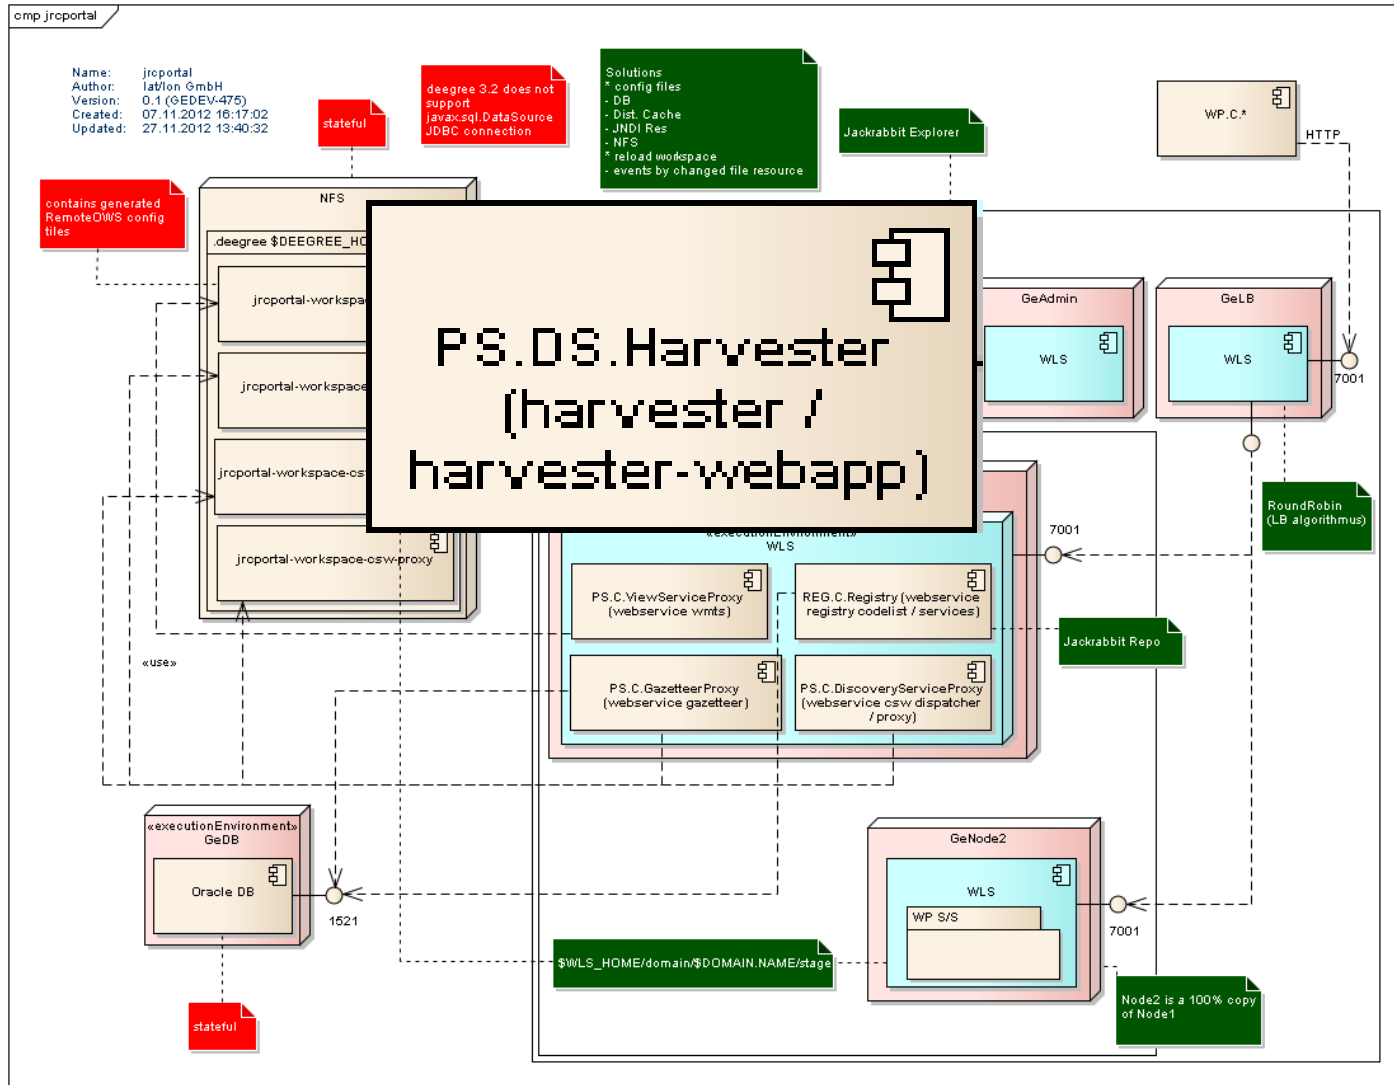 cmp jrcportal
Name: jrcportal
Author: lat/lon GmbH
Version: 0.1 (GEDEV-475)
Created: 07.11.2012 16:17:02
Updated: 27.11.2012 13:40:32
stateful
deegree 3.2 does not
support
javax.sql.DataSource
JDBC connection
Solutions
* config files
- DB
- Dist. Cache
- JNDI Res
- NFS
* reload workspace
- events by changed file resource
Jackrabbit Explorer
WP.C.*
HTTP
contains generated
RemoteOWS config
tiles
NFS
.deegree $DEEGREE_HO
jrcportal-workspa
jrcportal-workspace
jrcportal-workspace-cs
jrcportal-workspace-csw-proxy
PS.DS.Harvester
(harvester /
harvester-webapp)
GeAdmin
WLS
GeLB
WLS
7001
RoundRobin
(LB algorithmus)
«executionEnvironment»
WLS
7001
PS.C.ViewServiceProxy
(webservice wmts)
REG.C.Registry (webservice
registry codelist / services)
Jackrabbit Repo
«use»
PS.C.GazetteerProxy
(webservice gazetteer)
PS.C.DiscoveryServiceProxy
(webservice csw dispatcher
/ proxy)
«executionEnvironment»
GeDB
Oracle DB
1521
stateful
GeNode2
WLS
WP S/S
7001
$WLS_HOME/domain/$DOMAIN.NAME/stage
Node2 is a 100% copy
of Node1